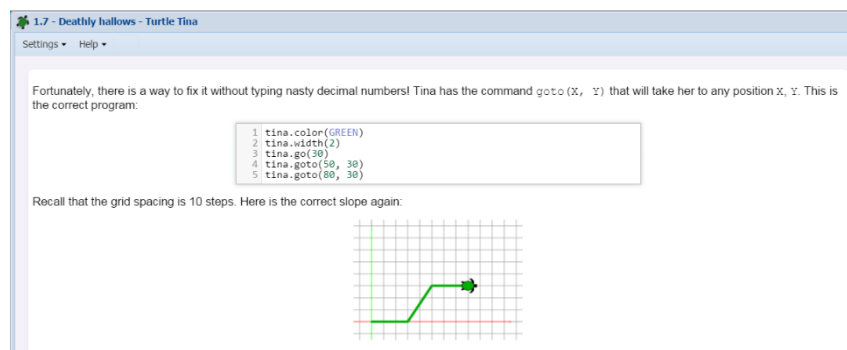 1.7 - Deathly hallows - Turtle Tina
Settings Help
Fortunately, there is a way to fix it without typing nasty decimal numbers! Tina has the command goto(X, Y) that will take her to any position X, Y. This is
the correct program:
1 tina.color(GREEN)
2 tina.width(2)
3 tina.go(30)
4 tina.goto(50, 30)
5 tina.goto(80, 30)
Recall that the grid spacing is 10 steps. Here is the correct slope again: